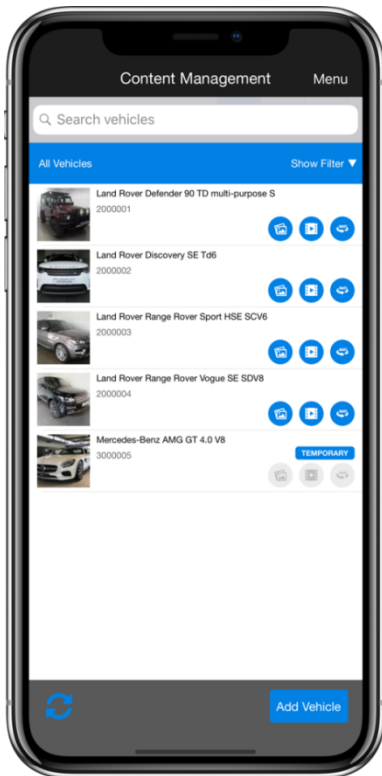 Content Management Menu
Search vehicles
All Vehicles Show Filter ▼
Land Rover Defender 90 TD multi-purpose S
2000001
Land Rover Discovery SE Td6
2000002
Land Rover Range Rover Sport HSE SCV6
2000003
Land Rover Range Rover Vogue SE SDV8
2000004
Mercedes-Benz AMG GT 4.0 V8
3000005 TEMPORARY
Add Vehicle